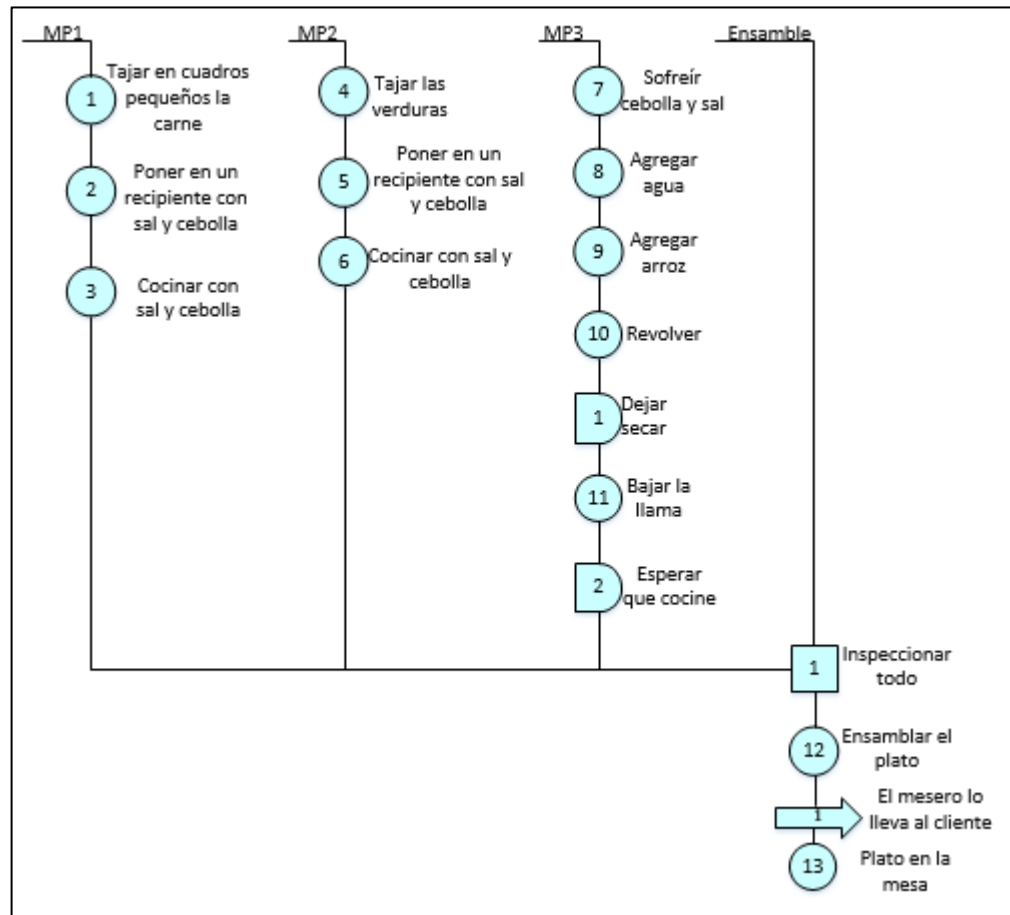 MP1
1
Tajar en cuadros
pequeños la
carne
2
Poner en un
recipiente con
sal y cebolla
3
Cocinar con
sal y cebolla
MP2
4
Tajar las
verduras
5
Poner en un
recipiente con sal
y cebolla
6
Cocinar con sal y
cebolla
MP3
7
Sofreír
cebolla y sal
8
Agregar
agua
9
Agregar
arroz
10
Revolver
1
Dejar
secar
11
Bajar la
llama
2
Esperar
que cocine
Ensamble
1
Inspeccionar
todo
12
Ensamblar el
plato
1
El mesero lo
lleva al cliente
13
Plato en la
mesa